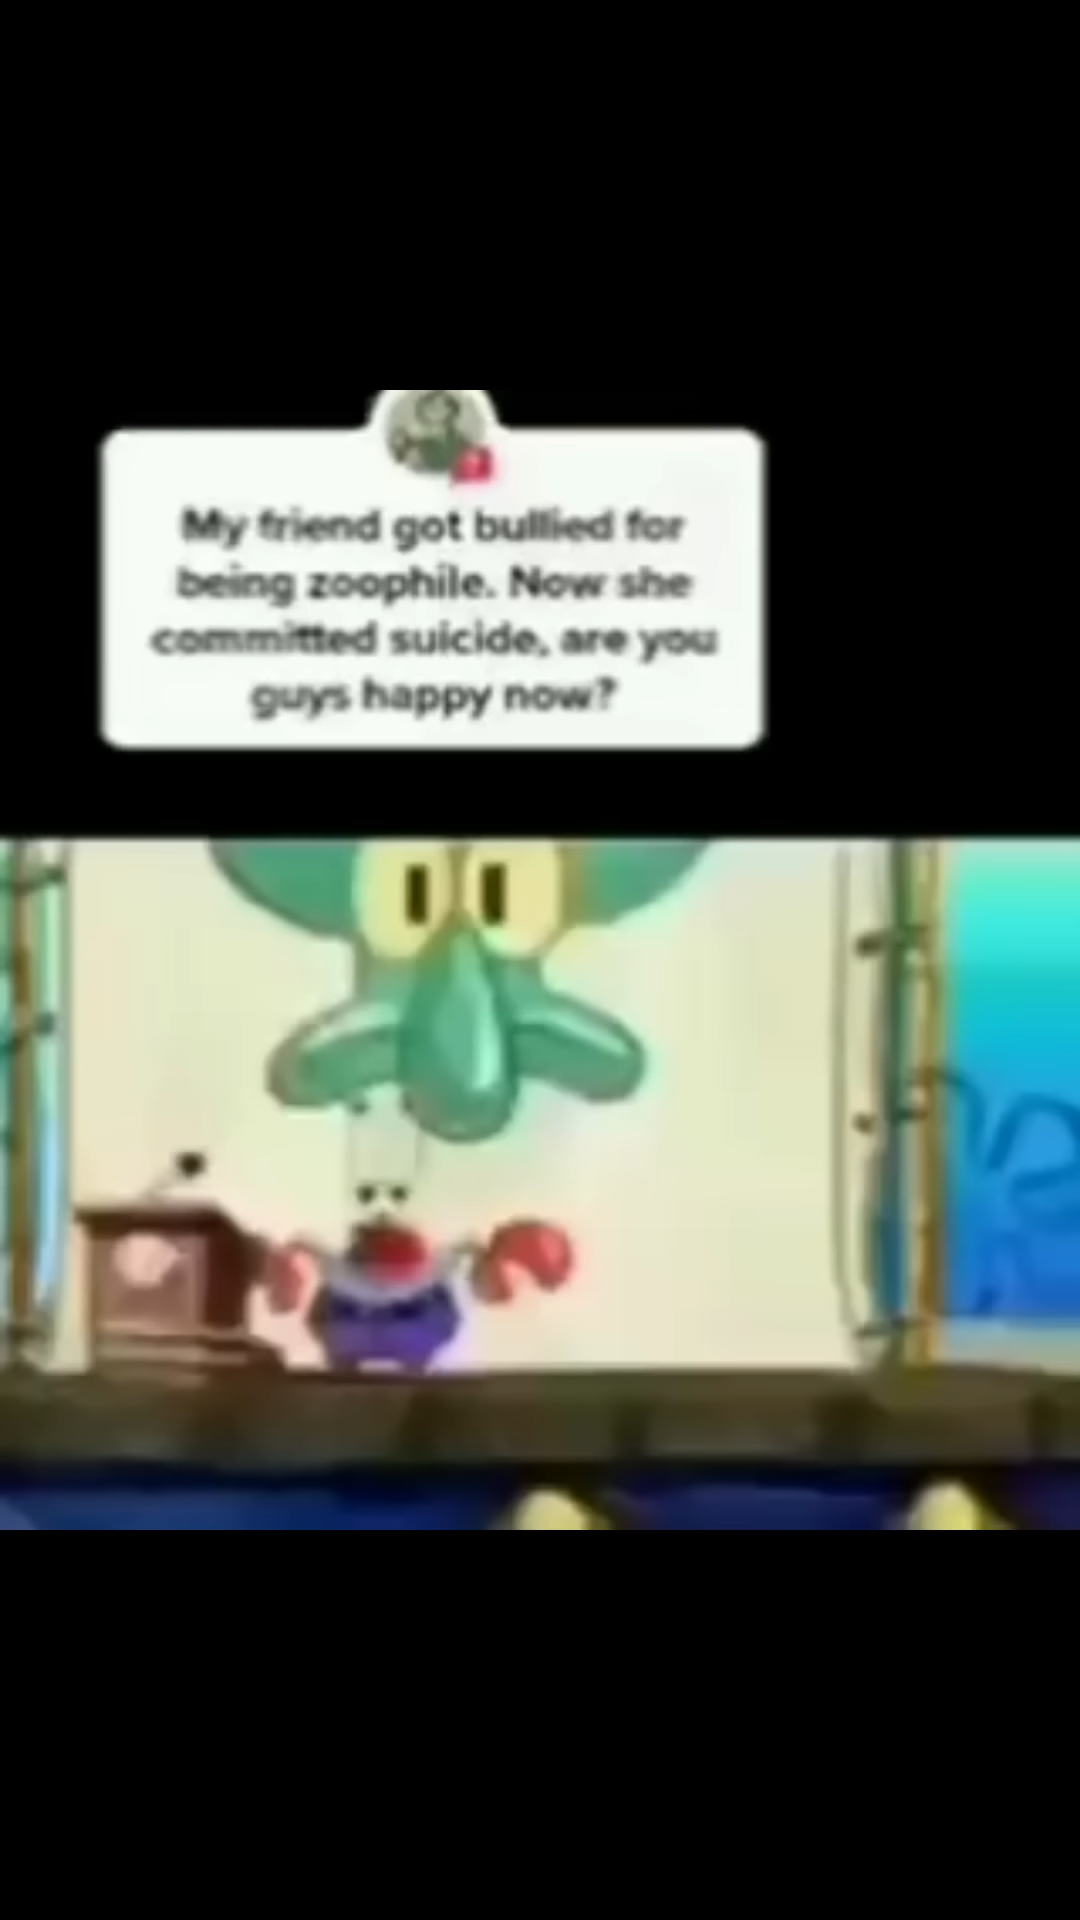 My friend got bullied for
being zoophile. Now she
committed suicide, are you
guys happy now?